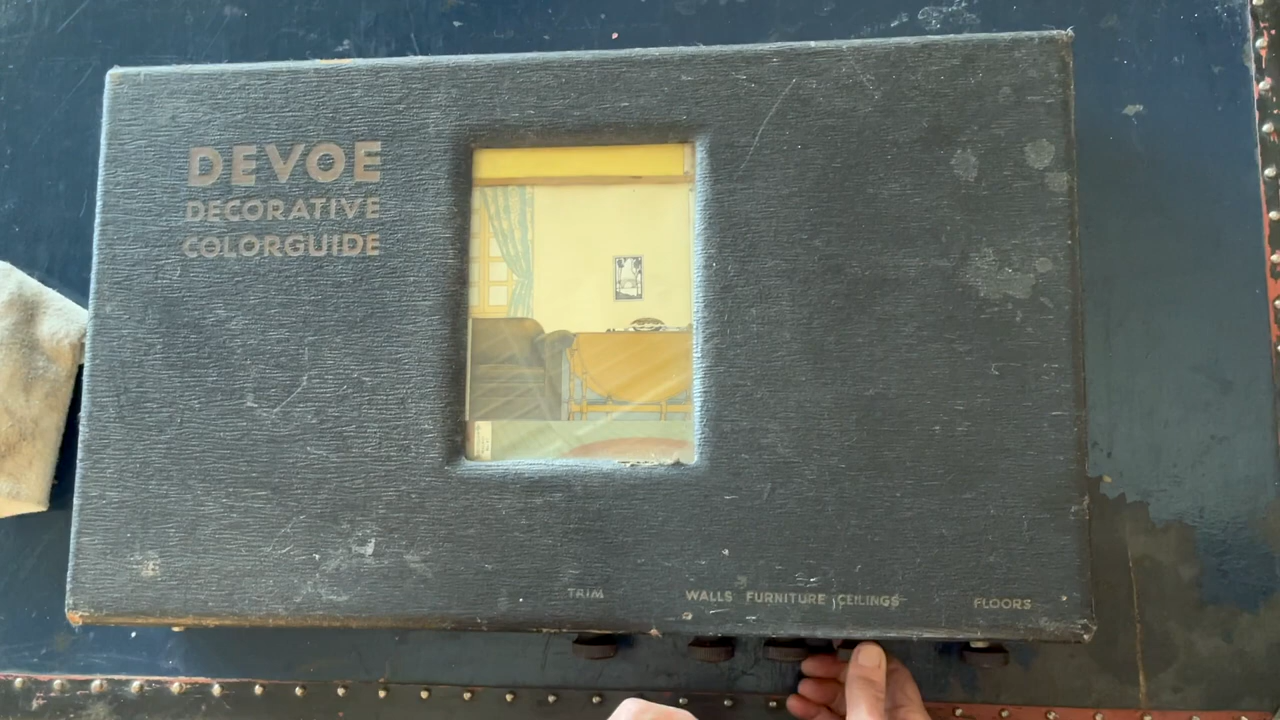 DEVOE
DECORATIVE
COLORGUIDE
TRIM WALLS FURNITURE CEILINGS FLOORS